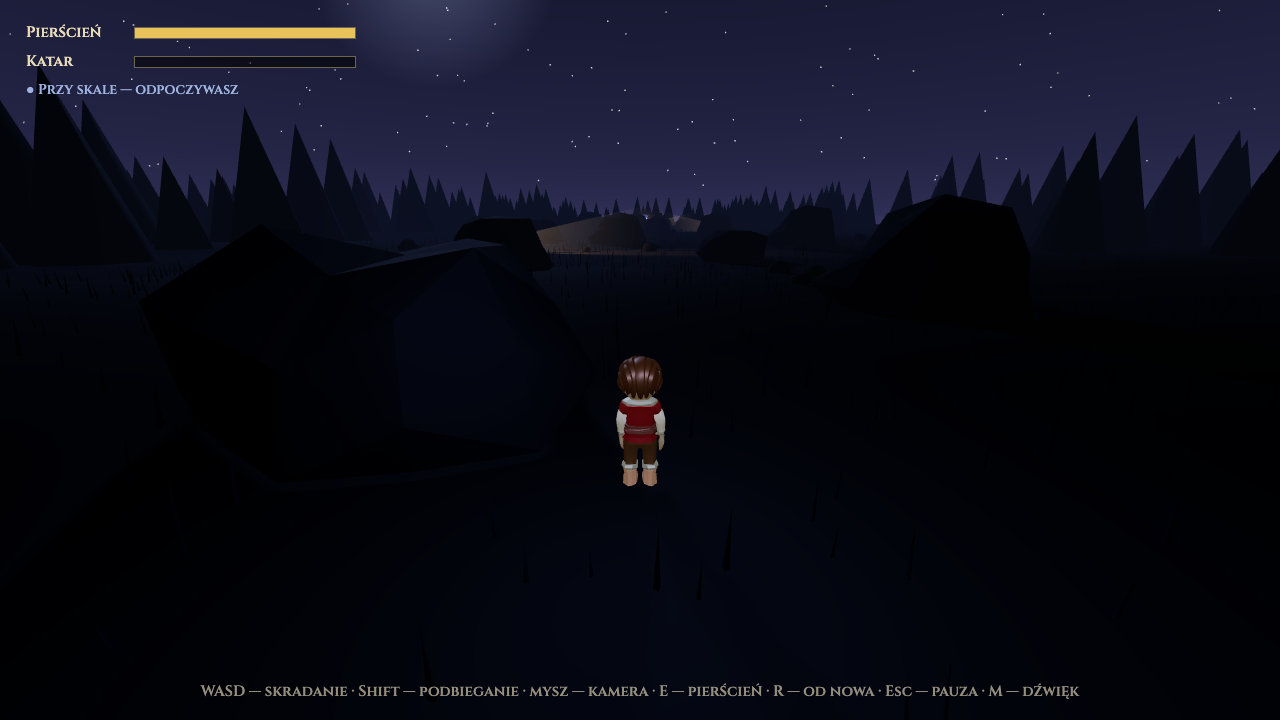 Pierścień
Katar
● Przy skale — odpoczywasz
WASD — skradanie · Shift — podbieganie · mysz — kamera · E — pierścień · R — od nowa · Esc — pauza · M — dźwięk